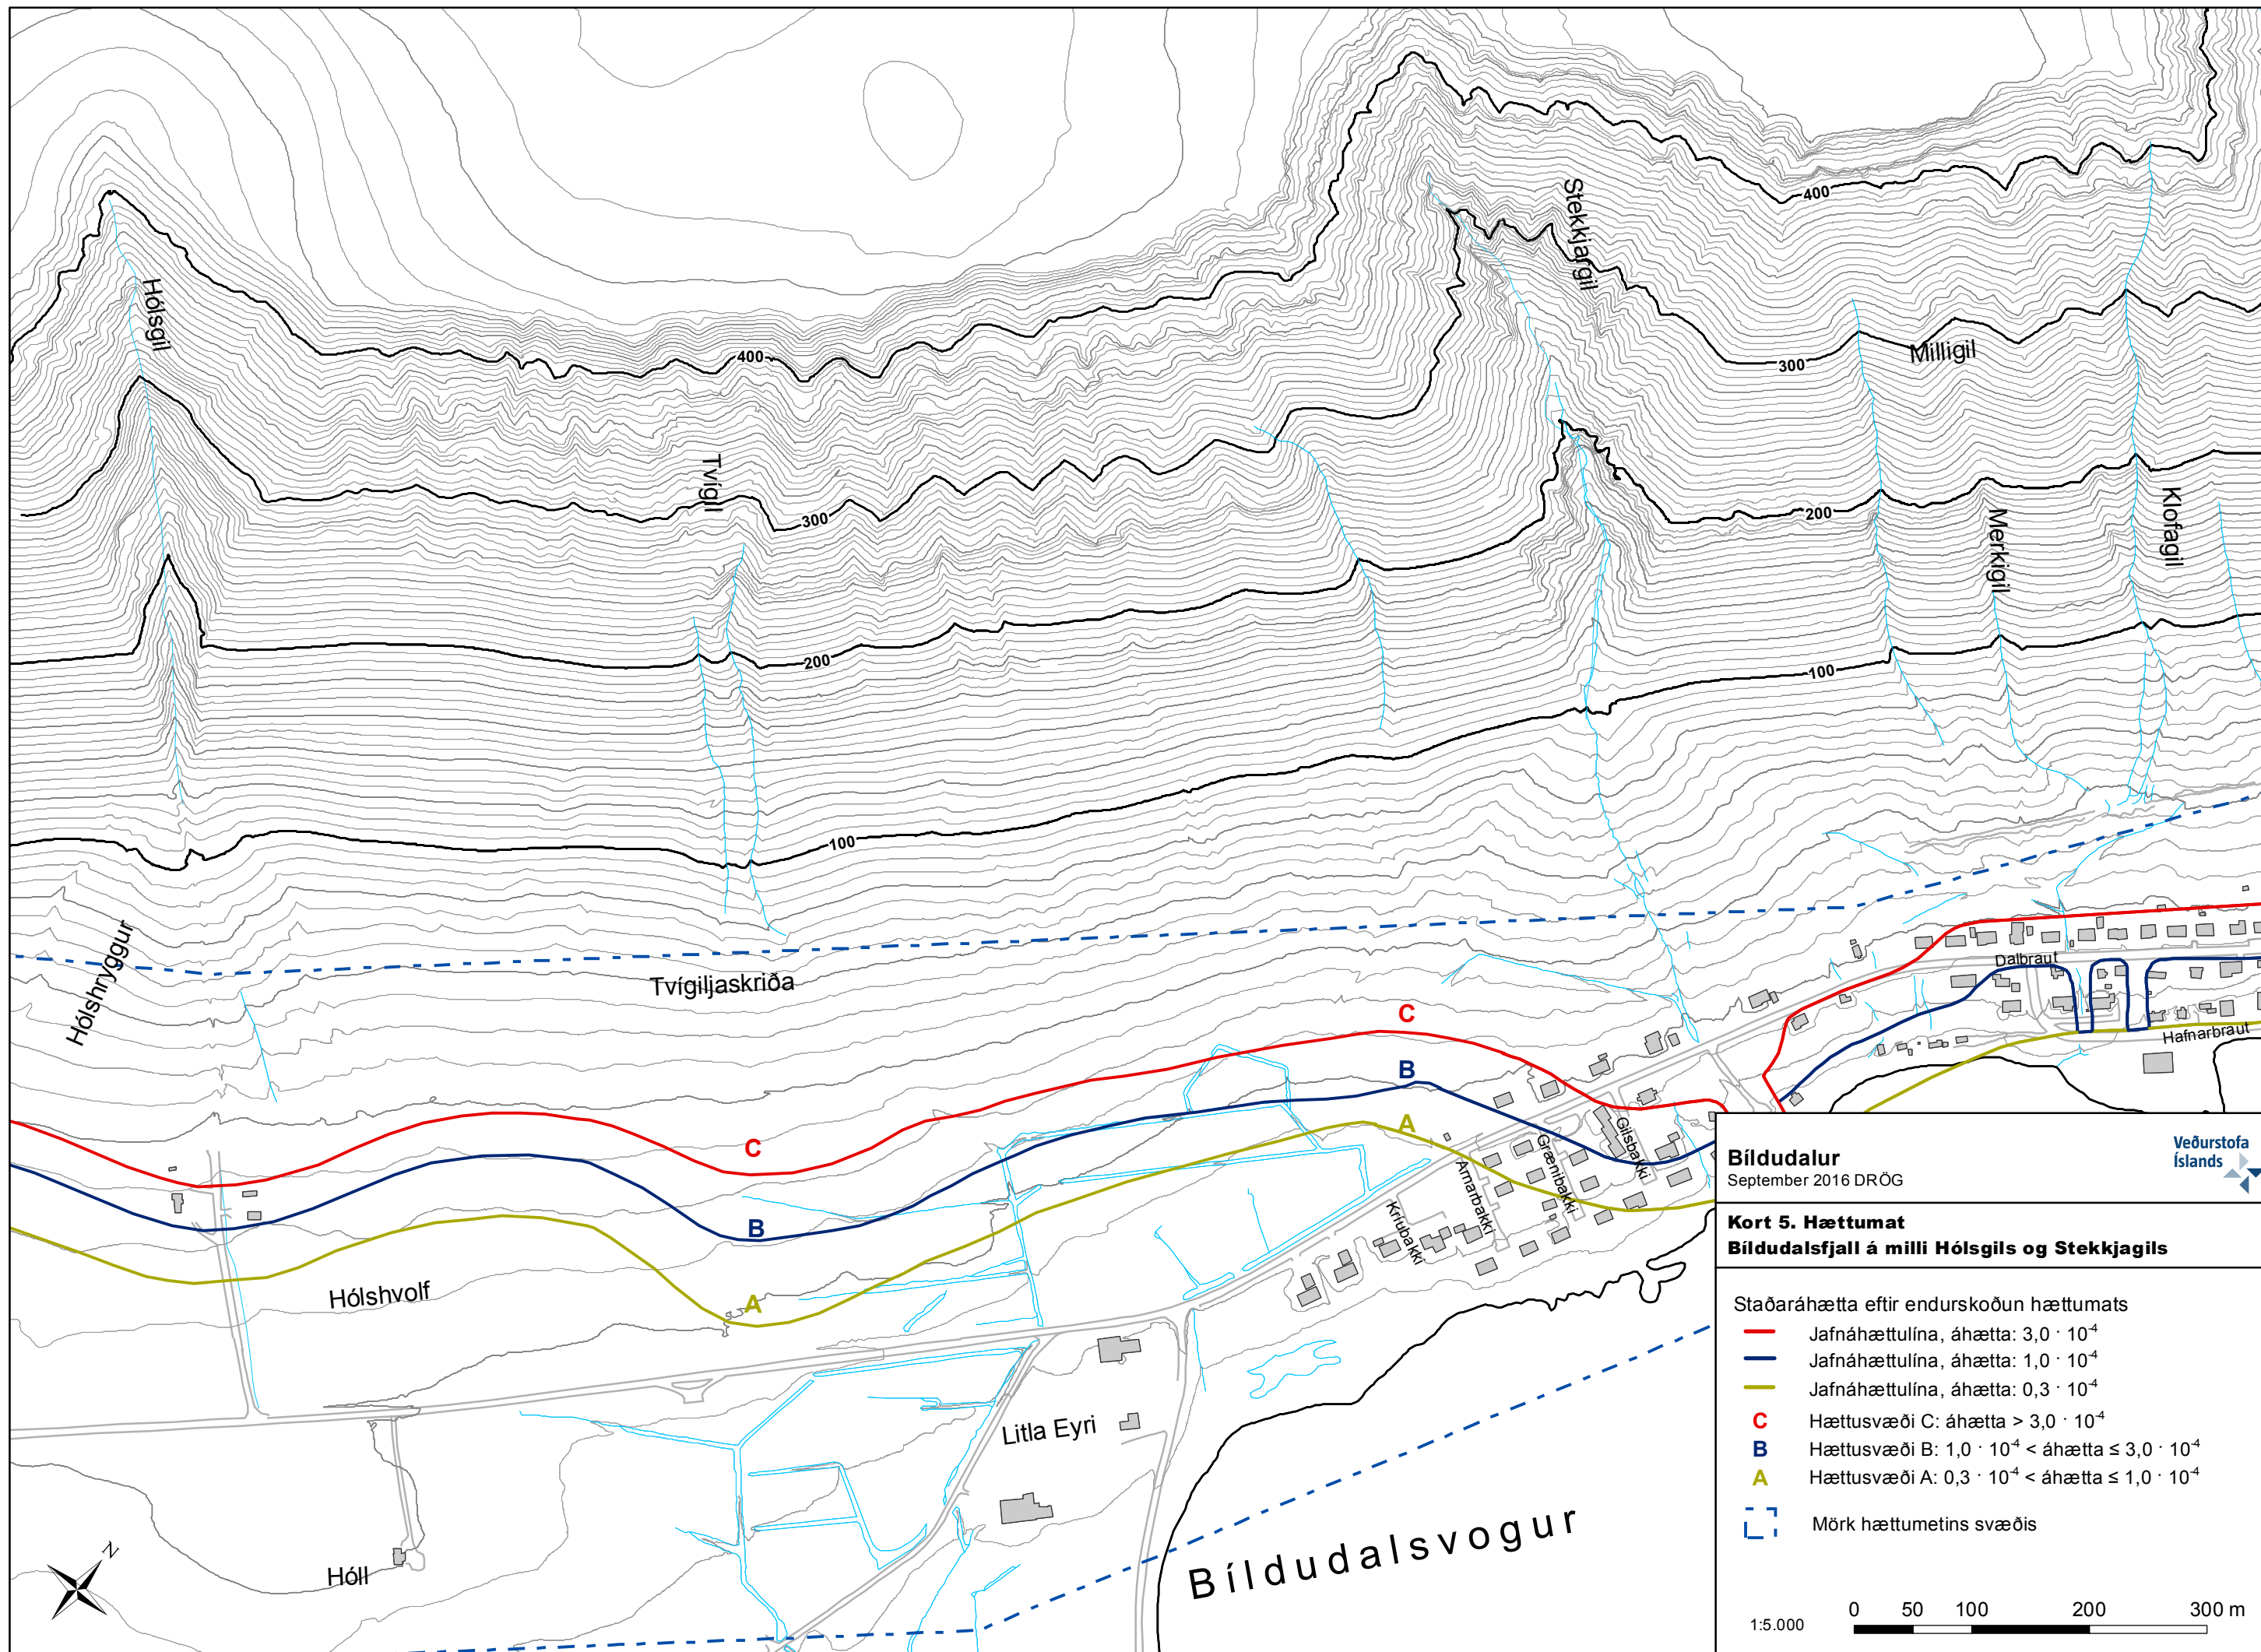 Hólsgil
Stekkjargil
Milligil
Tvígil
Merkigil
Klofagil
400
400
300
300
200
200
100
100
Hólshryggur
Tvígiljaskriða
Dalbraut
Hafnarbraut
C
B
A
C
B
A
Gilsbakki
Grænibakki
Arnarbakki
Kríubakki
Hólshvolf
Litla Eyri
Hóll
Bíldudalsvogur
N
Bíldudalur
September 2016 DRÖG
Veðurstofa
Íslands
Kort 5. Hættumat
Bíldudalsfjall á milli Hólsgils og Stekkjagils
Staðaráhætta eftir endurskoðun hættumats
Jafnáhættulína, áhætta: 3,0 · 10⁻⁴
Jafnáhættulína, áhætta: 1,0 · 10⁻⁴
Jafnáhættulína, áhætta: 0,3 · 10⁻⁴
C Hættusvæði C: áhætta > 3,0 · 10⁻⁴
B Hættusvæði B: 1,0 · 10⁻⁴ < áhætta ≤ 3,0 · 10⁻⁴
A Hættusvæði A: 0,3 · 10⁻⁴ < áhætta ≤ 1,0 · 10⁻⁴
Mörk hættumetins svæðis
1:5.000
0 50 100 200 300 m